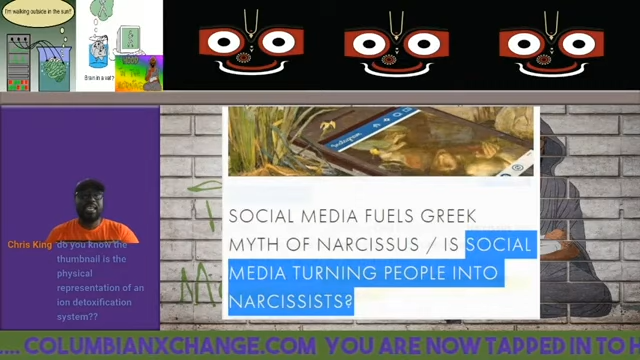 I'm walking outside in the sun!!
Brain in a vat?
Instagram
SOCIAL MEDIA FUELS GREEK
MYTH OF NARCISSUS / IS SOCIAL
MEDIA TURNING PEOPLE INTO
NARCISSISTS?
Chris King do you know the
thumbnail is the
physical
representation of an
ion detoxification
system??
.... COLUMBIANXCHANGE.COM YOU ARE NOW TAPPED IN TO